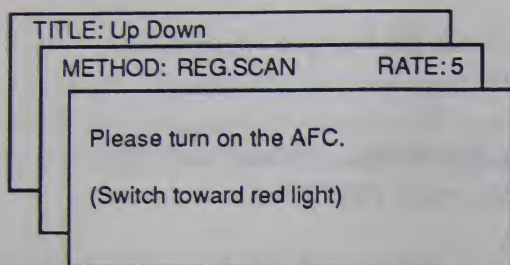 TITLE: Up Down
METHOD: REG.SCAN RATE: 5
Please turn on the AFC.
(Switch toward red light)